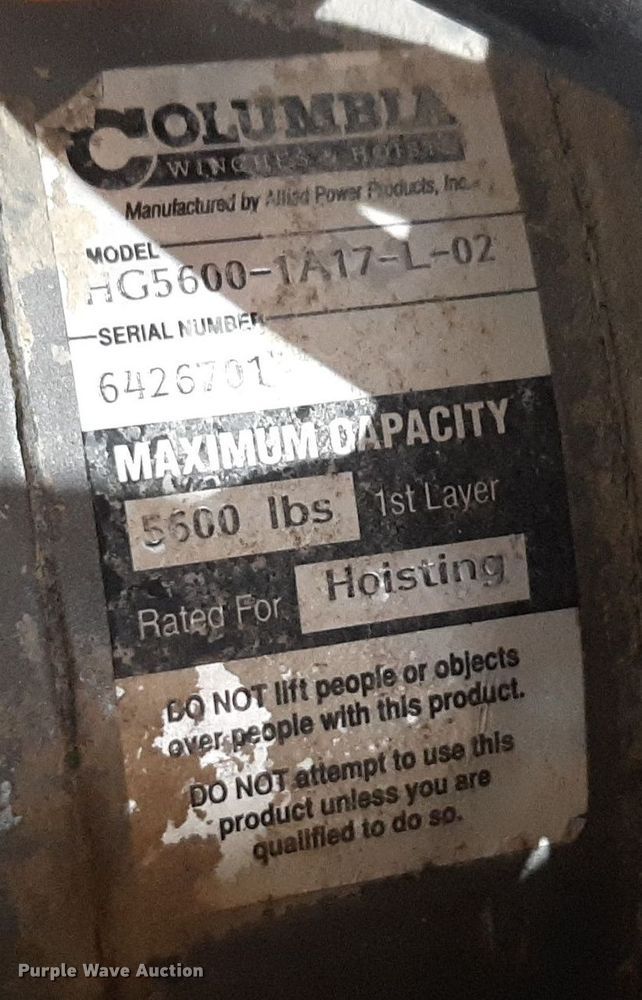 COLUMBIA
WINCHES & HOISTS
Manufactured by Allied Power Products, Inc.
MODEL
HG5600-1A17-L-02
SERIAL NUMBER
6426701
MAXIMUM CAPACITY
5600 lbs 1st Layer
Rated For Hoisting
DO NOT lift people or objects
over people with this product.
DO NOT attempt to use this
product unless you are
qualified to do so.
Purple Wave Auction